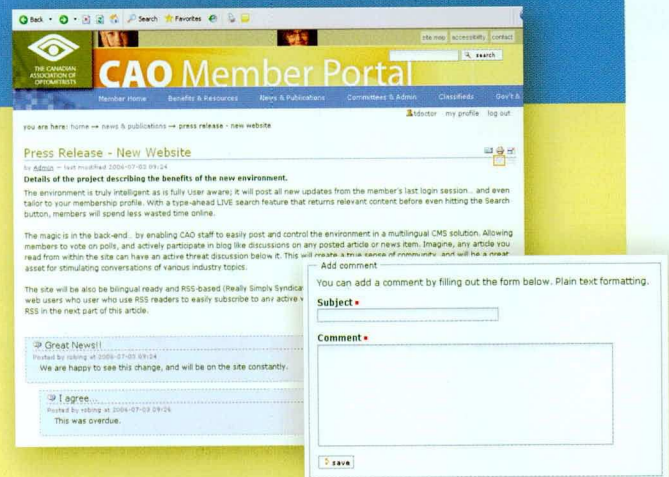 Back
Search
Favorites
site map
accessibility
contact
search
THE CANADIAN
ASSOCIATION OF
OPTOMETRISTS
CAO Member Portal
Member Home
Benefits & Resources
News & Publications
Committees & Admin
Classifieds
Gov't &
tdoctor
my profile
log out
you are here: home → news & publications → press release - new website
Press Release - New Website
by Admin — last modified 2006-07-03 09:24
Details of the project describing the benefits of the new environment.
The environment is truly intelligent as is fully User aware; it will post all new updates from the member's last login session... and even
tailor to your membership profile. With a type-ahead LIVE search feature that returns relevant content before even hitting the Search
button, members will spend less wasted time online.
The magic is in the back-end... by enabling CAO staff to easily post and control the environment in a multilingual CMS solution. Allowing
members to vote on polls, and actively participate in blog like discussions on any posted article or news item. Imagine, any article you
read from within the site can have an active threat discussion below it. This will create a true sense of community, and will be a great
asset for stimulating conversations of various industry topics.
The site will be also be bilingual ready and RSS-based (Really Simply Syndica
web users who user who use RSS readers to easily subscribe to any active
RSS in the next part of this article.
Great News!!
Posted by robing at 2006-07-03 09:24
We are happy to see this change, and will be on the site constantly.
I agree...
Posted by robing at 2006-07-03 09:26
This was overdue.
Add comment
You can add a comment by filling out the form below. Plain text formatting.
Subject
Comment
save